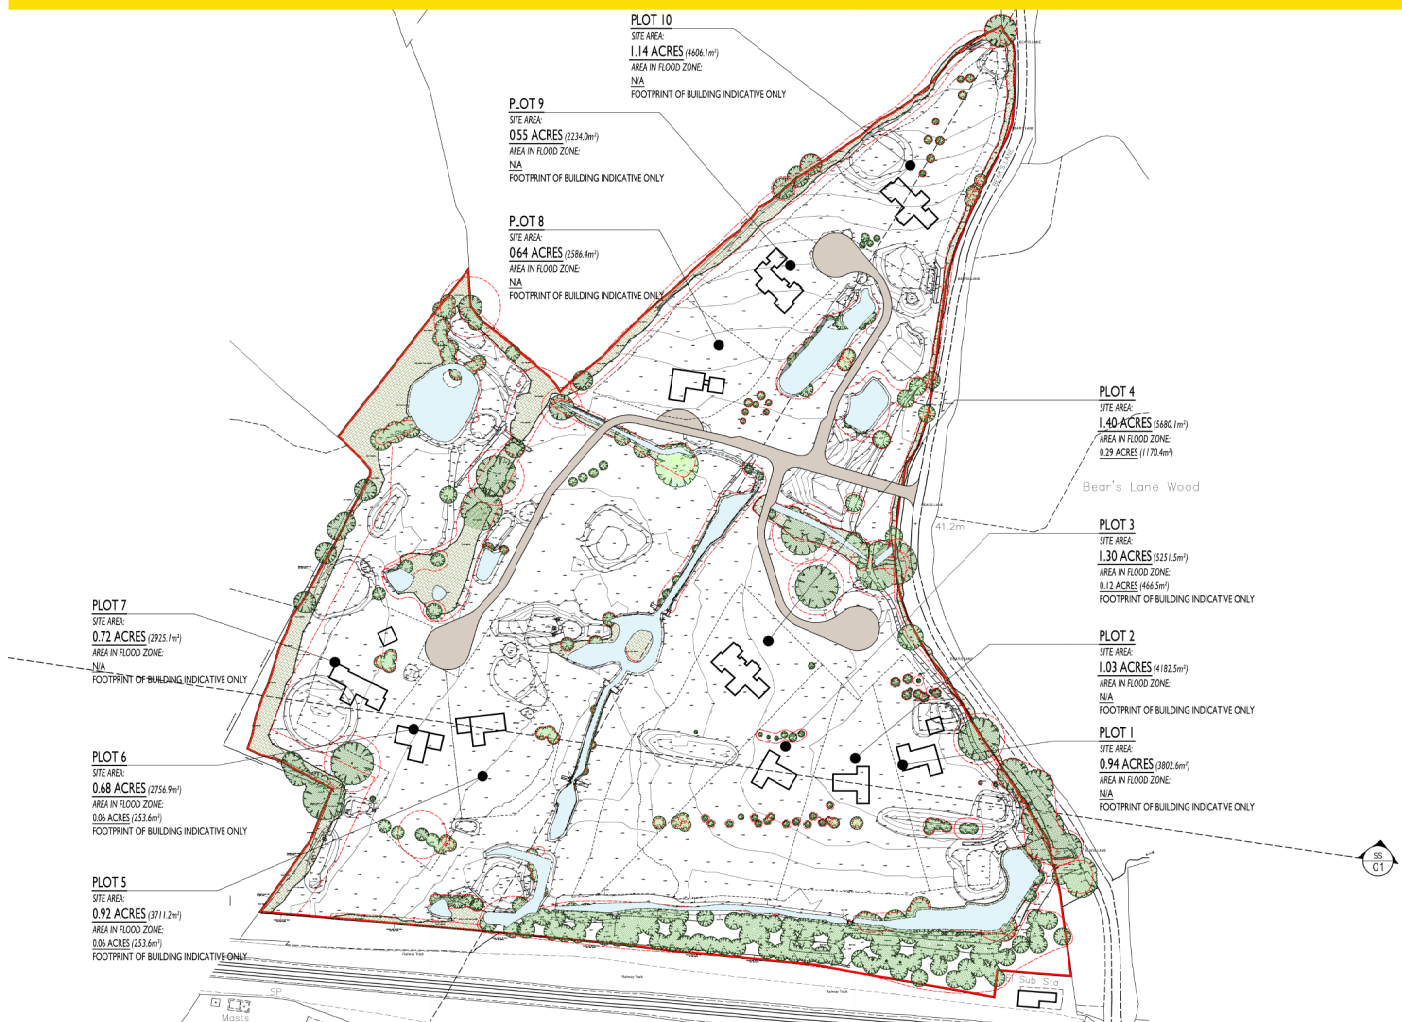 PLOT 10
SITE AREA:
1.14 ACRES (4606.1m²)
AREA IN FLOOD ZONE:
N/A
FOOTPRINT OF BUILDING INDICATIVE ONLY
PLOT 9
SITE AREA:
055 ACRES (2234.0m²)
AREA IN FLOOD ZONE:
NA
FOOTPRINT OF BUILDING INDICATIVE ONLY
PLOT 8
SITE AREA:
064 ACRES (2586.4m²)
AREA IN FLOOD ZONE:
NA
FOOTPRINT OF BUILDING INDICATIVE ONLY
PLOT 4
SITE AREA:
1.40 ACRES (5680.1m²)
AREA IN FLOOD ZONE:
0.29 ACRES (1170.4m²)
Bear's Lane Wood
41.2m
PLOT 3
SITE AREA:
1.30 ACRES (5251.5m²)
AREA IN FLOOD ZONE:
0.12 ACRES (466.5m²)
FOOTPRINT OF BUILDING INDICATIVE ONLY
PLOT 2
SITE AREA:
1.03 ACRES (4182.5m²)
AREA IN FLOOD ZONE:
N/A
FOOTPRINT OF BUILDING INDICATIVE ONLY
PLOT 1
SITE AREA:
0.94 ACRES (3802.6m²)
AREA IN FLOOD ZONE:
N/A
FOOTPRINT OF BUILDING INDICATIVE ONLY
PLOT 7
SITE AREA:
0.72 ACRES (2925.1m²)
AREA IN FLOOD ZONE:
N/A
FOOTPRINT OF BUILDING INDICATIVE ONLY
PLOT 6
SITE AREA:
0.68 ACRES (2756.9m²)
AREA IN FLOOD ZONE:
0.06 ACRES (253.6m²)
FOOTPRINT OF BUILDING INDICATIVE ONLY
PLOT 5
SITE AREA:
0.92 ACRES (3711.2m²)
AREA IN FLOOD ZONE:
0.06 ACRES (253.6m²)
FOOTPRINT OF BUILDING INDICATIVE ONLY
SS
01
Railway Track
Railway Track
Railway Track
El Sub Sta
SP
Masts